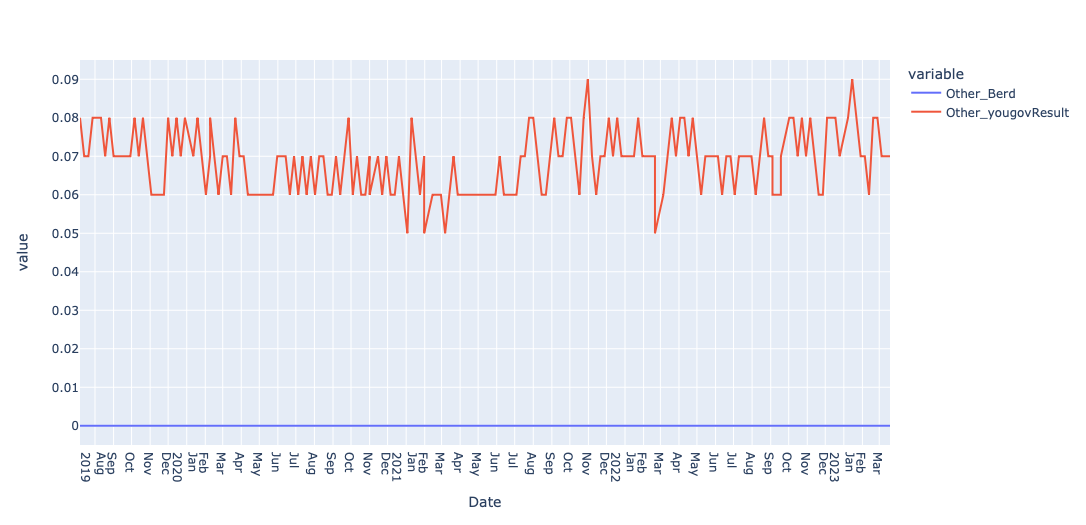 variable
Other_Berd
Other_yougovResult
0.09
0.08
0.07
0.06
0.05
0.04
0.03
0.02
0.01
0
value
2019 Aug Sep Oct Nov Dec 2020 Jan Feb Mar Apr May Jun Jul Aug Sep Oct Nov Dec 2021 Jan Feb Mar Apr May Jun Jul Aug Sep Oct Nov Dec 2022 Jan Feb Mar Apr May Jun Jul Aug Sep Oct Nov Dec 2023 Jan Feb Mar
Date